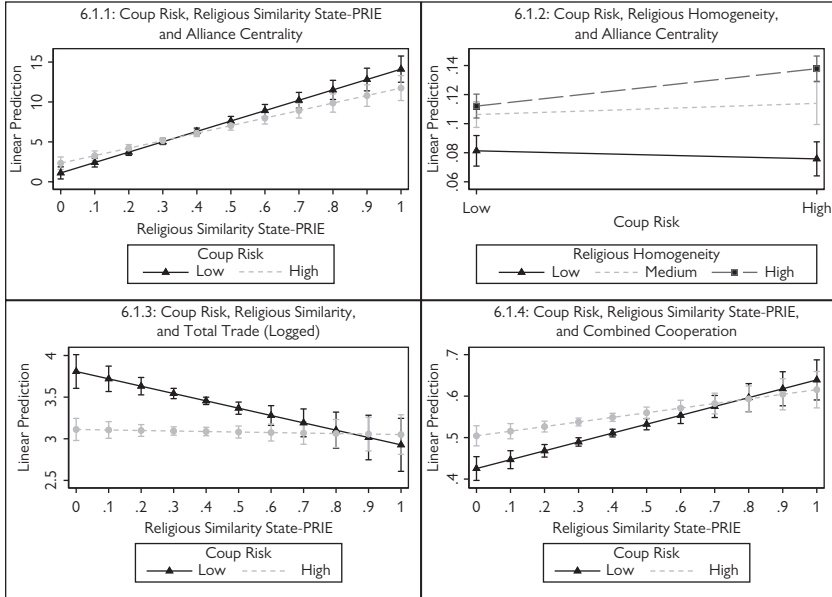 6.1.1: Coup Risk, Religious Similarity State-PRIE
and Alliance Centrality
Linear Prediction
15
10
5
0
0 .1 .2 .3 .4 .5 .6 .7 .8 .9 1
Religious Similarity State-PRIE
Coup Risk
Low High
6.1.2: Coup Risk, Religious Homogeneity,
and Alliance Centrality
Linear Prediction
.14
.12
.1
.08
.06
Low High
Coup Risk
Religious Homogeneity
Low Medium High
6.1.3: Coup Risk, Religious Similarity,
and Total Trade (Logged)
Linear Prediction
4
3.5
3
2.5
0 .1 .2 .3 .4 .5 .6 .7 .8 .9 1
Religious Similarity State-PRIE
Coup Risk
Low High
6.1.4: Coup Risk, Religious Similarity State-PRIE,
and Combined Cooperation
Linear Prediction
.7
.6
.5
.4
0 .1 .2 .3 .4 .5 .6 .7 .8 .9 1
Religious Similarity State-PRIE
Coup Risk
Low High